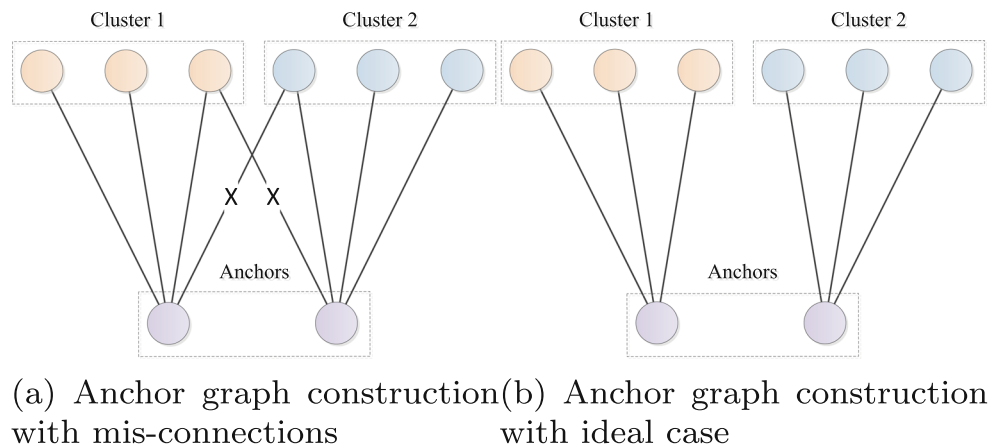 Cluster 1
Cluster 2
Cluster 1
Cluster 2
X
X
Anchors
Anchors
(a) Anchor graph construction
with mis-connections
(b) Anchor graph construction
with ideal case